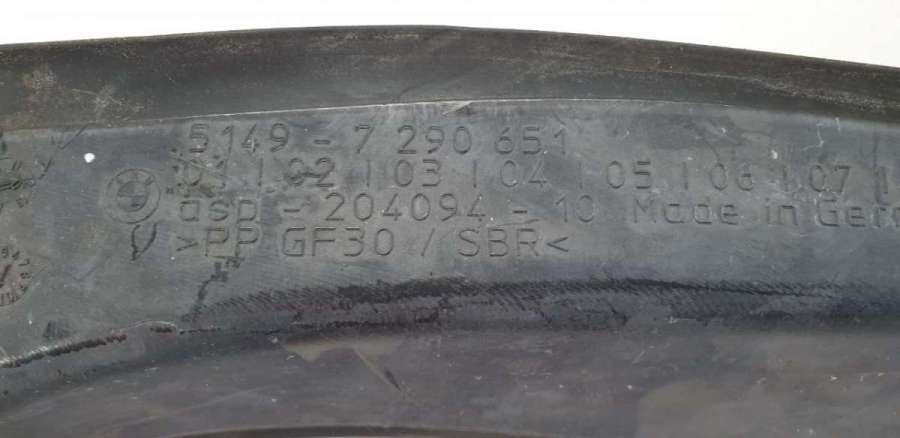 5149 - 7 290 651
01 | 02 | 03 | 04 | 05 | 06 | 07 |
asp - 204094 - 10 Made in Germ
>PP GF30 / SBR<